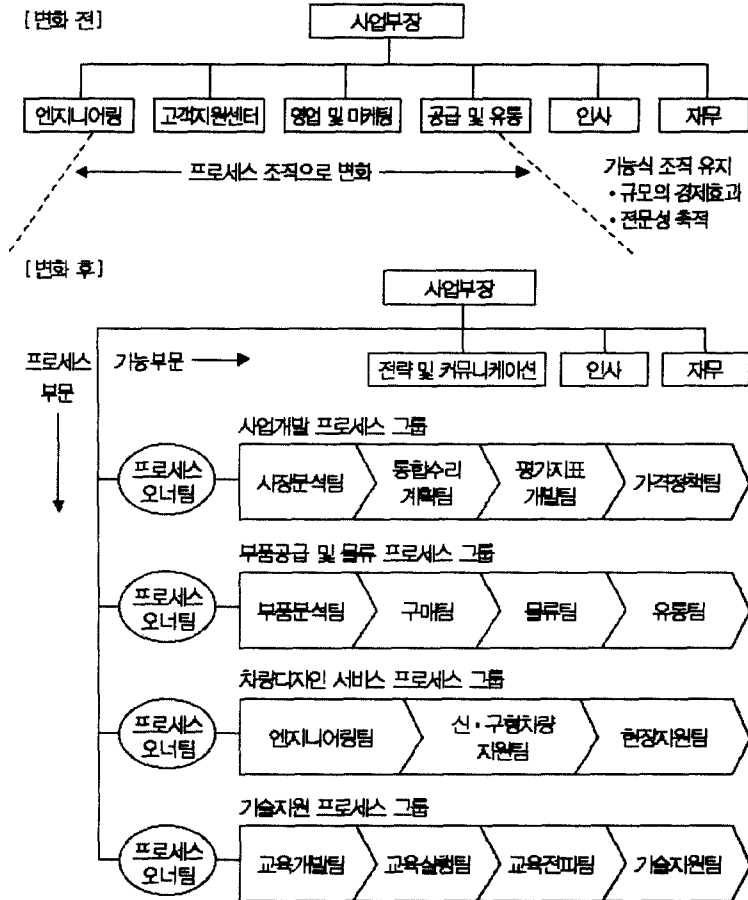 [변화 전]
사업부장
엔지니어링 고객지원센터 영업 및 마케팅 공급 및 유통 인사 재무
프로세스 조직으로 변화
기능식 조직 유지
• 규모의 경제효과
• 전문성 축적
[변화 후]
사업부장
프로세스
부문
기능부문
전략 및 커뮤니케이션 인사 재무
사업개발 프로세스 그룹
프로세스
오너팀
시장분석팀
통합수리
계획팀
평가지표
개발팀
가격정책팀
부품공급 및 물류 프로세스 그룹
프로세스
오너팀
부품분석팀 구매팀 물류팀 유통팀
차량디자인 서비스 프로세스 그룹
프로세스
오너팀
엔지니어링팀
신・구형차량
지원팀
현장지원팀
기술지원 프로세스 그룹
프로세스
오너팀
교육개발팀 교육실행팀 교육전파팀 기술지원팀